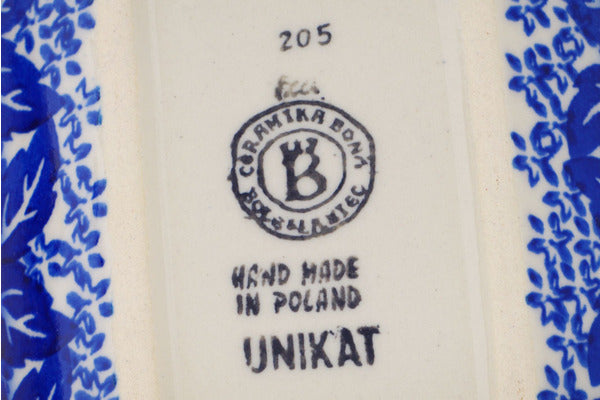 205
CERAMIKA BONA
B
BOLESŁAWIEC
HAND MADE
IN POLAND
UNIKAT